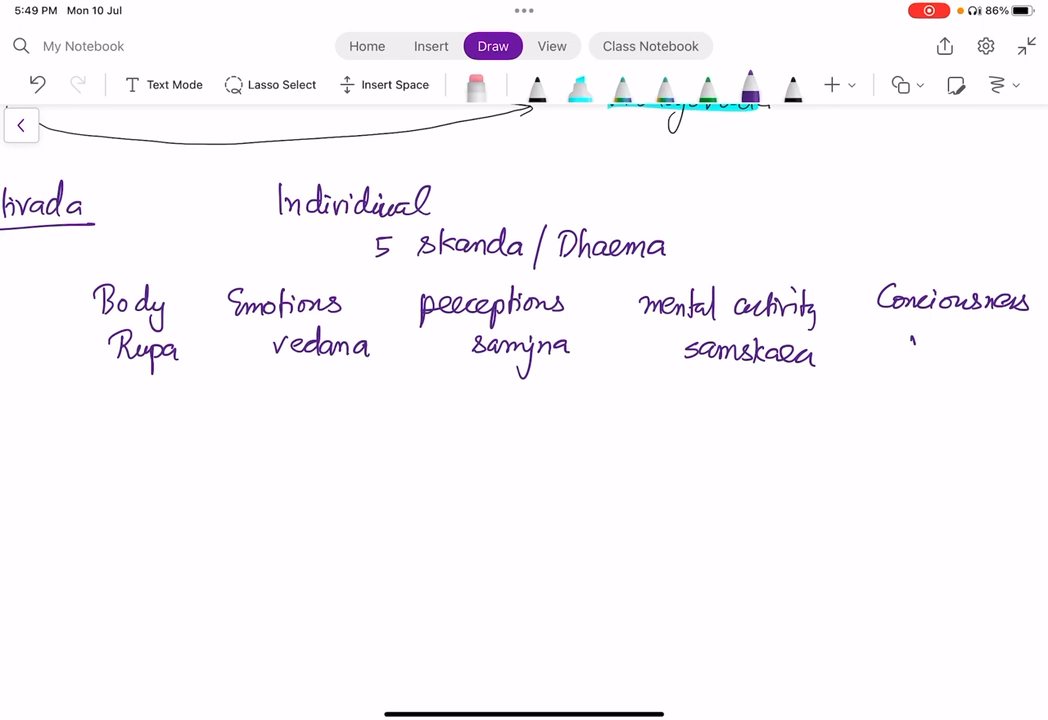 5:49 PM Mon 10 Jul
86%
My Notebook
Home Insert Draw View Class Notebook
Text Mode Lasso Select Insert Space
hivada Individual
5 Skanda / Dhaema
Body Emotions peeceptions mental activity Conciousness
Rupa vedana samjna samskaea